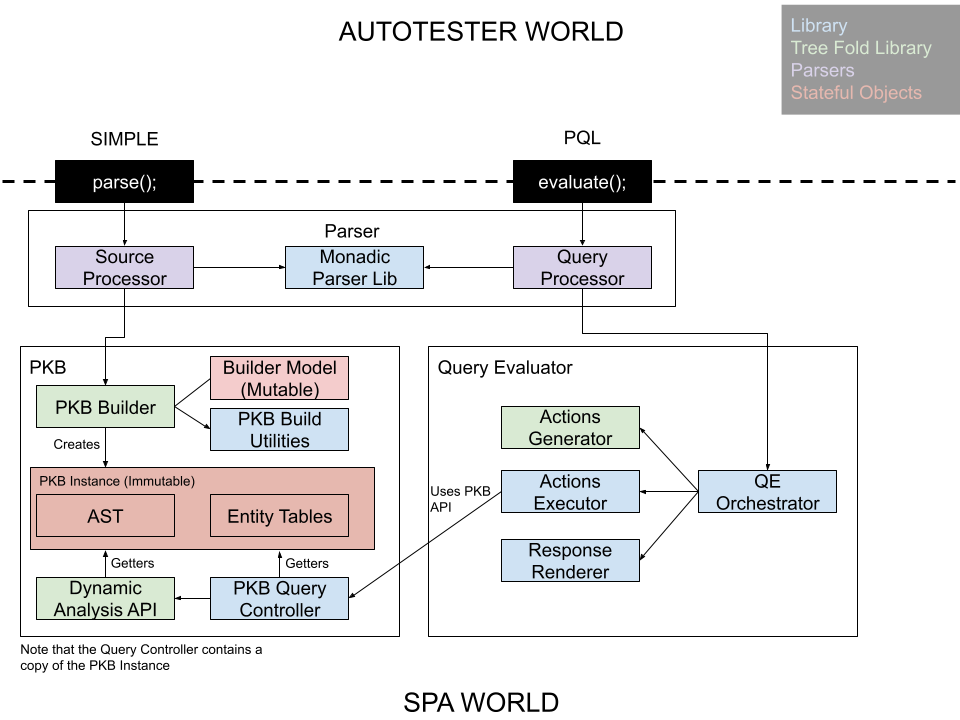 AUTOTESTER WORLD
Library
Tree Fold Library
Parsers
Stateful Objects
SIMPLE
PQL
parse();
evaluate();
Parser
Source
Processor
Monadic
Parser Lib
Query
Processor
PKB
PKB Builder
Builder Model
(Mutable)
PKB Build
Utilities
Creates
PKB Instance (Immutable)
AST
Entity Tables
Getters
Getters
Dynamic
Analysis API
PKB Query
Controller
Note that the Query Controller contains a
copy of the PKB Instance
Query Evaluator
Actions
Generator
Uses PKB
API
Actions
Executor
QE
Orchestrator
Response
Renderer
SPA WORLD